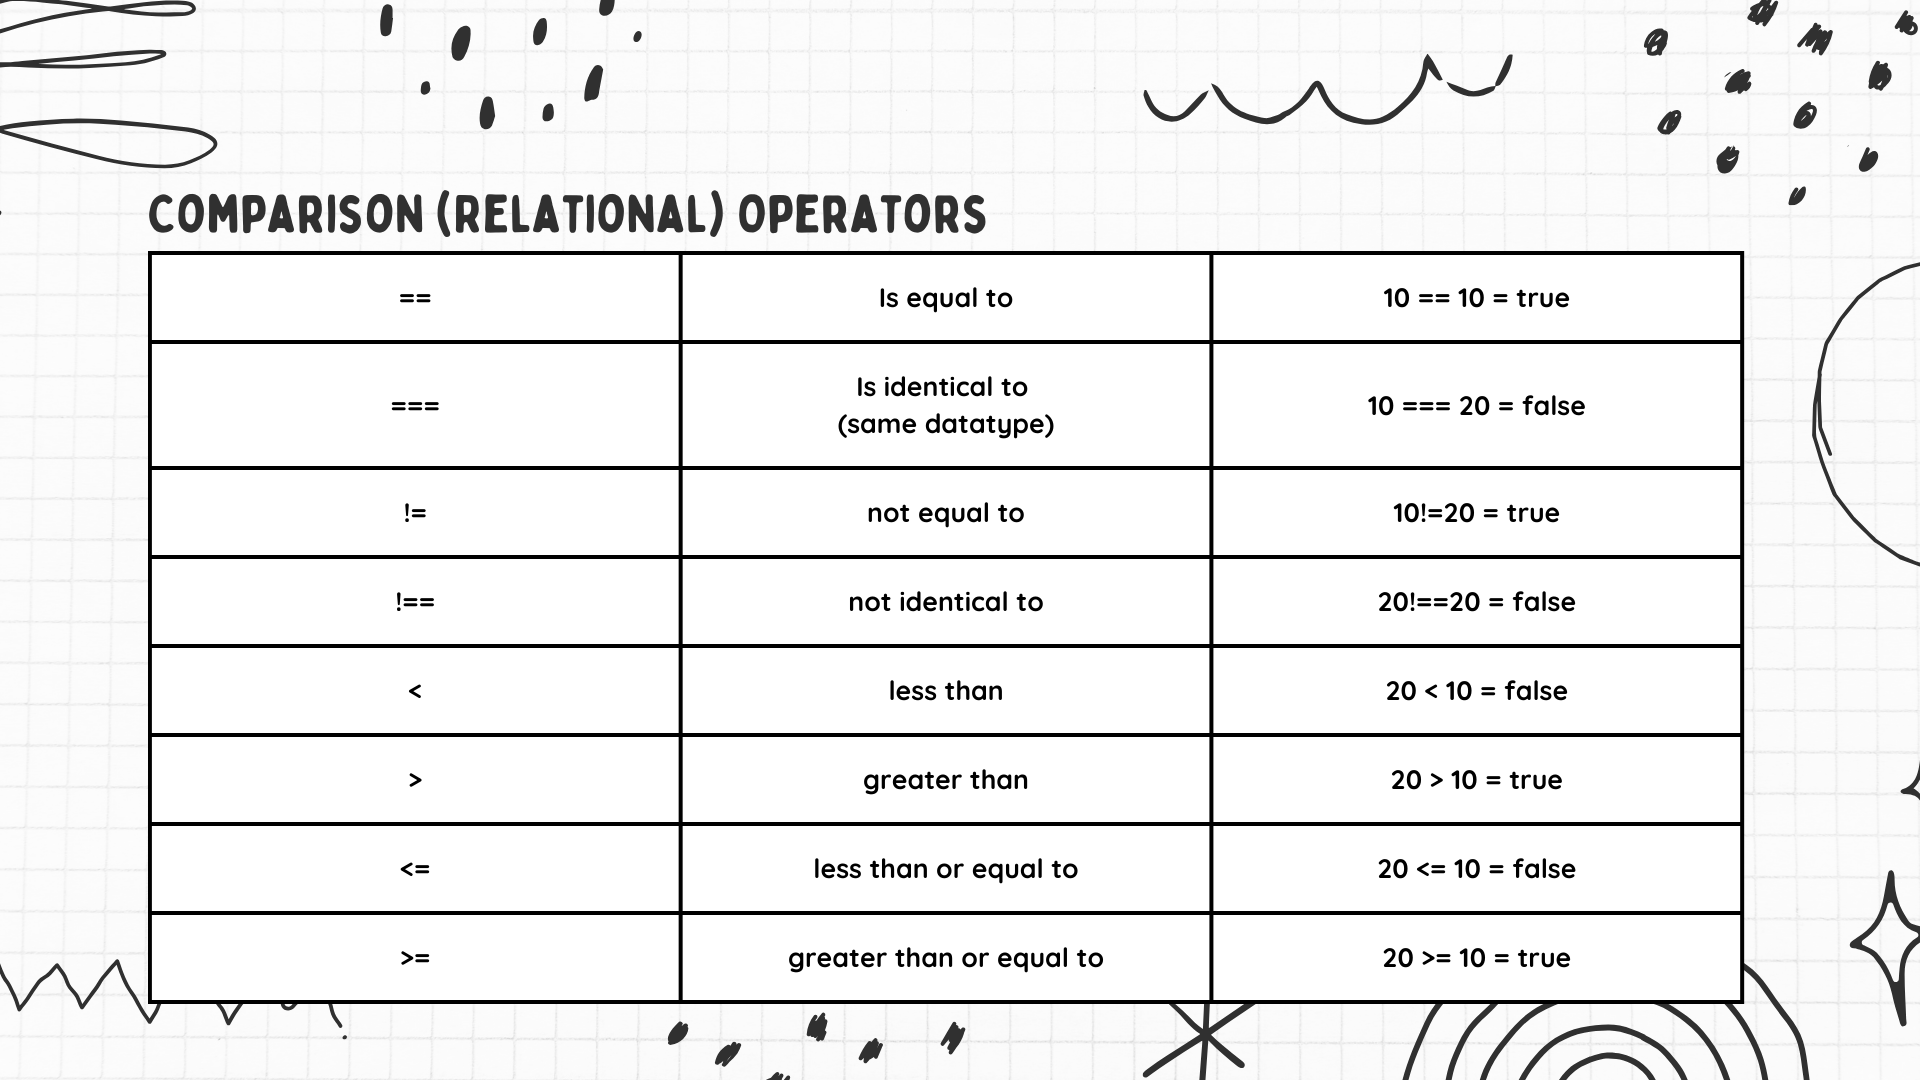 COMPARISON (RELATIONAL) OPERATORS
==
Is equal to
10 == 10 = true
===
Is identical to
(same datatype)
10 === 20 = false
!=
not equal to
10!=20 = true
!==
not identical to
20!==20 = false
<
less than
20 < 10 = false
>
greater than
20 > 10 = true
<=
less than or equal to
20 <= 10 = false
>=
greater than or equal to
20 >= 10 = true